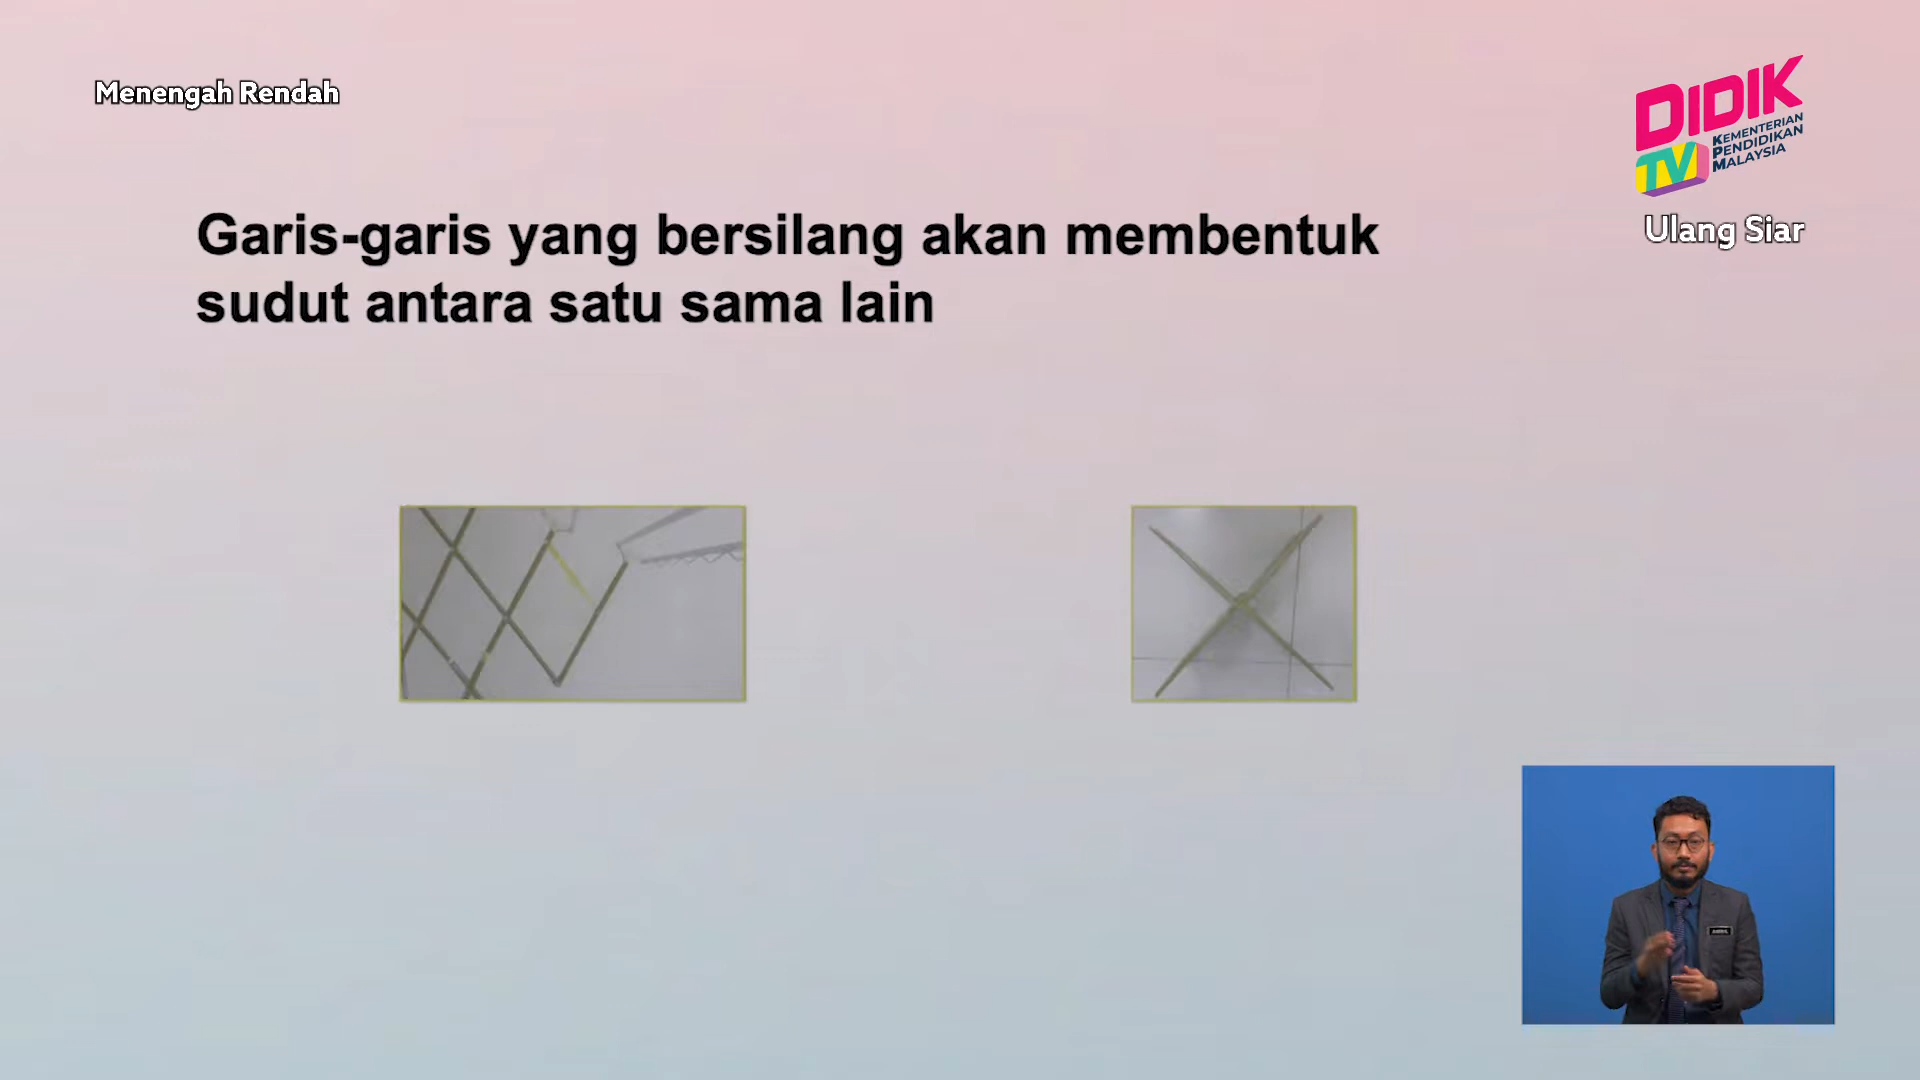 Menengah Rendah
DIDIK
TV
KEMENTERIAN
PENDIDIKAN
MALAYSIA
Ulang Siar
Garis-garis yang bersilang akan membentuk
sudut antara satu sama lain